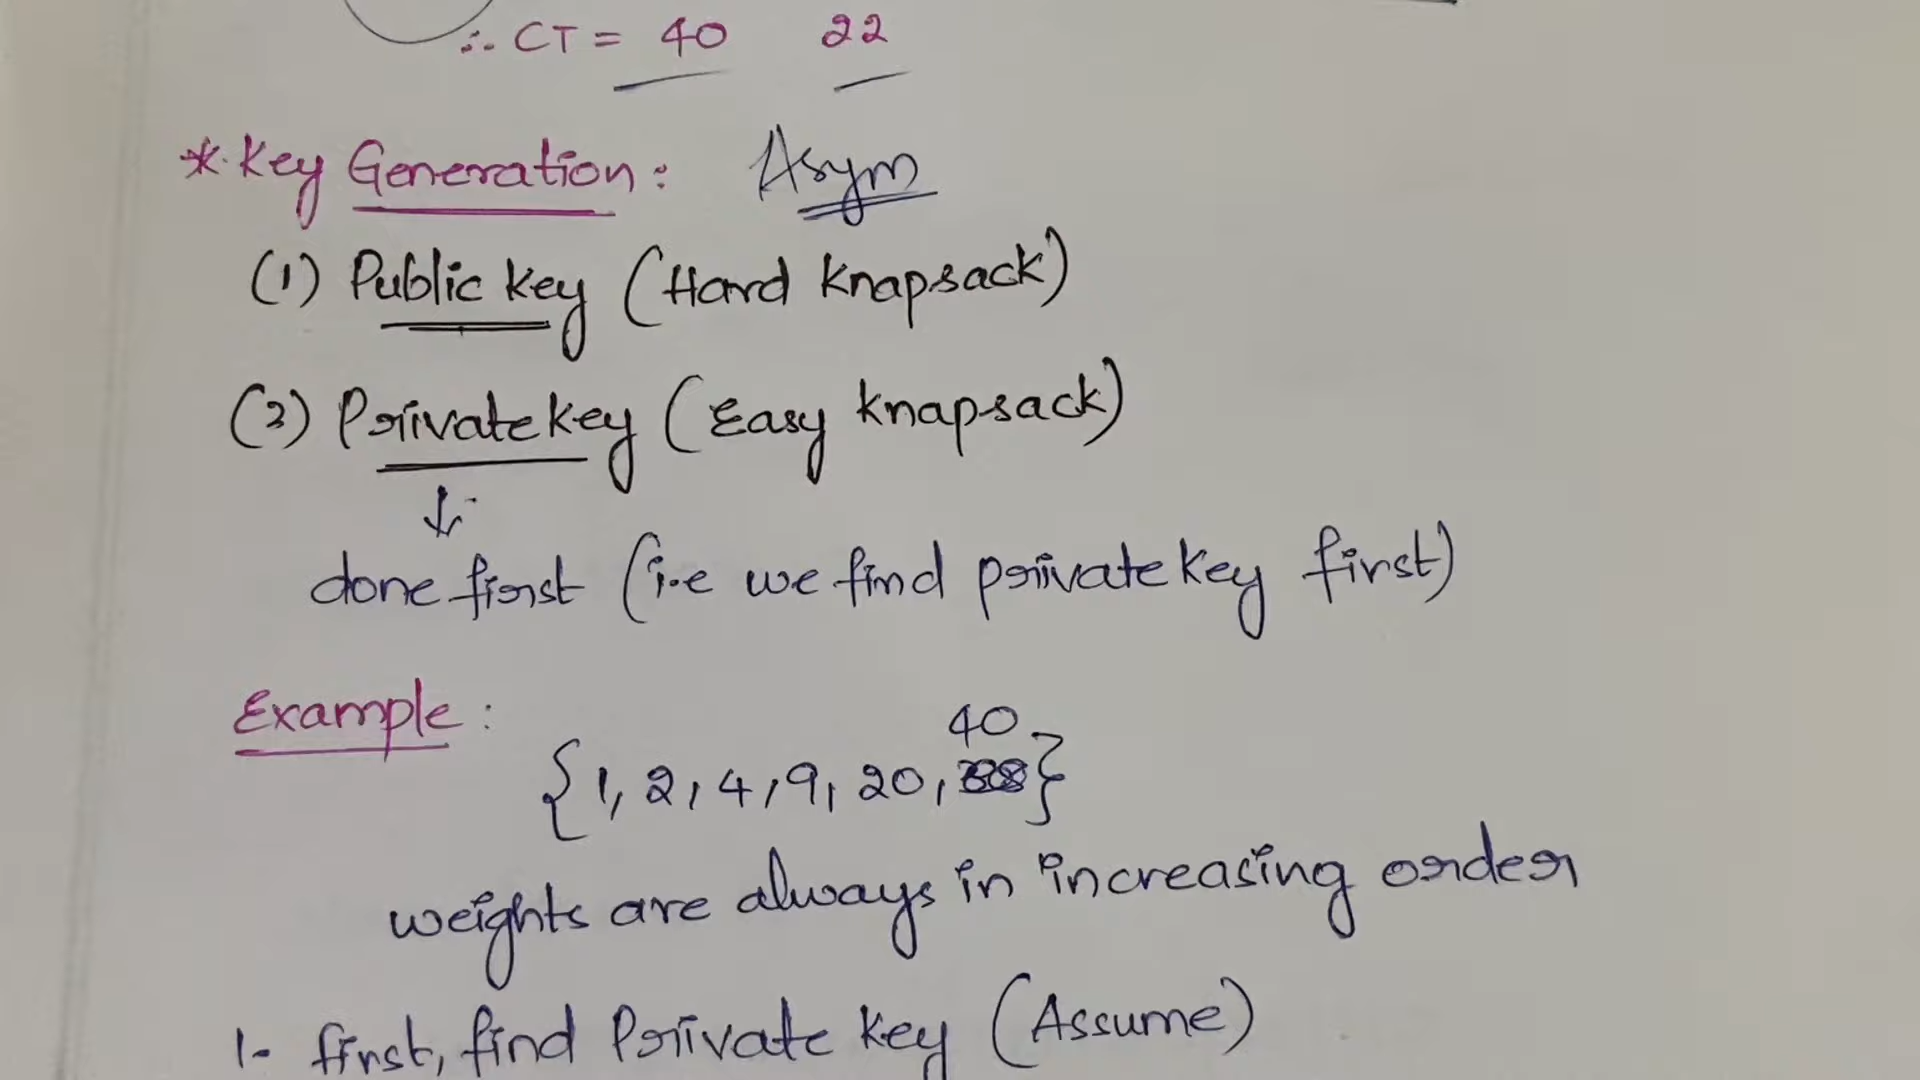 ∴ CT = 40 22
* Key Generation: Asym
(1) Public key (Hard knapsack)
(2) Private key (Easy knapsack)
↓
done first (i.e we find private key first)
Example:
40
{1, 2, 4, 9, 20, }
weights are always in increasing order
1. first, find Private key (Assume)